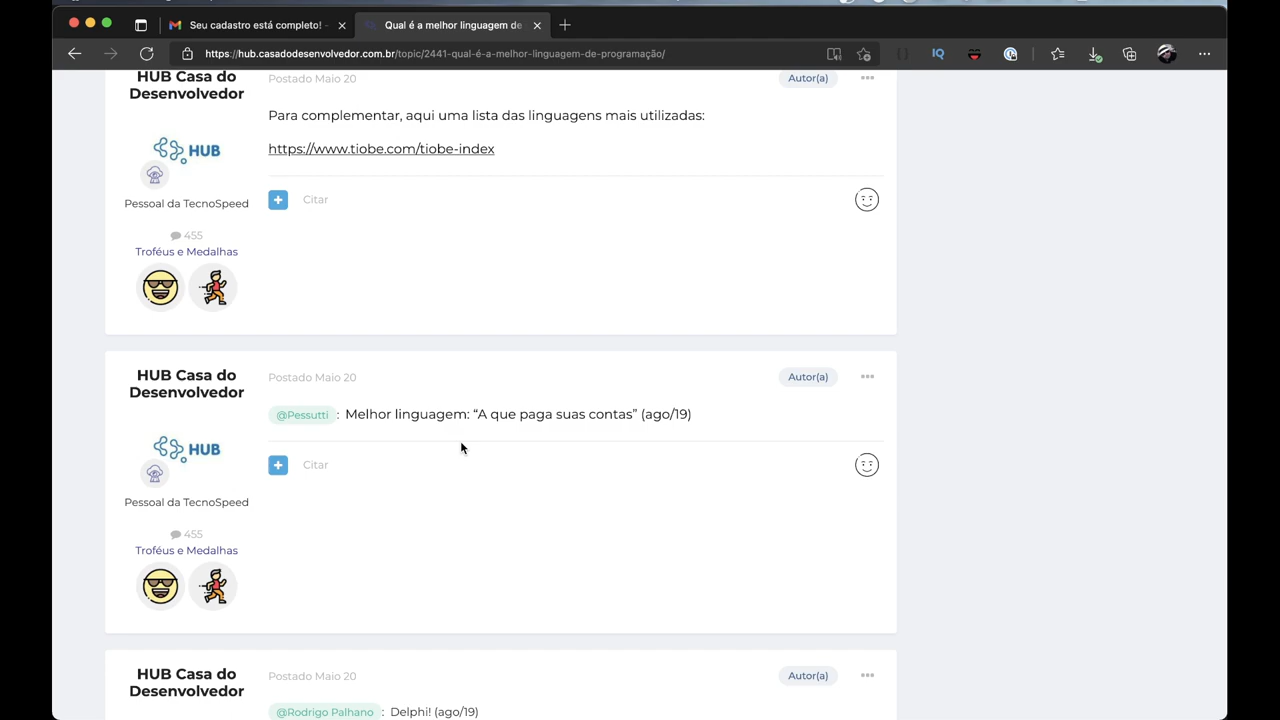 Seu cadastro está completo! -
Qual é a melhor linguagem de
https://hub.casadodesenvolvedor.com.br/topic/2441-qual-é-a-melhor-linguagem-de-programação/
IQ
HUB Casa do
Desenvolvedor
Postado Maio 20
Autor(a)
Para complementar, aqui uma lista das linguagens mais utilizadas:
https://www.tiobe.com/tiobe-index
HUB
Pessoal da TecnoSpeed
Citar
455
Troféus e Medalhas
HUB Casa do
Desenvolvedor
Postado Maio 20
Autor(a)
@Pessutti : Melhor linguagem: “A que paga suas contas” (ago/19)
HUB
Citar
Pessoal da TecnoSpeed
455
Troféus e Medalhas
HUB Casa do
Desenvolvedor
Postado Maio 20
Autor(a)
@Rodrigo Palhano : Delphi! (ago/19)